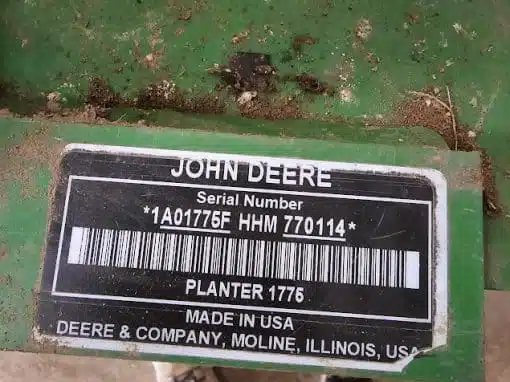 JOHN DEERE
Serial Number
*1A01775F HHM 770114*
PLANTER 1775
MADE IN USA
DEERE & COMPANY, MOLINE, ILLINOIS, USA